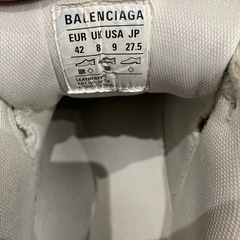 BALENCIAGA
EUR UK USA JP
42 8 9 27.5